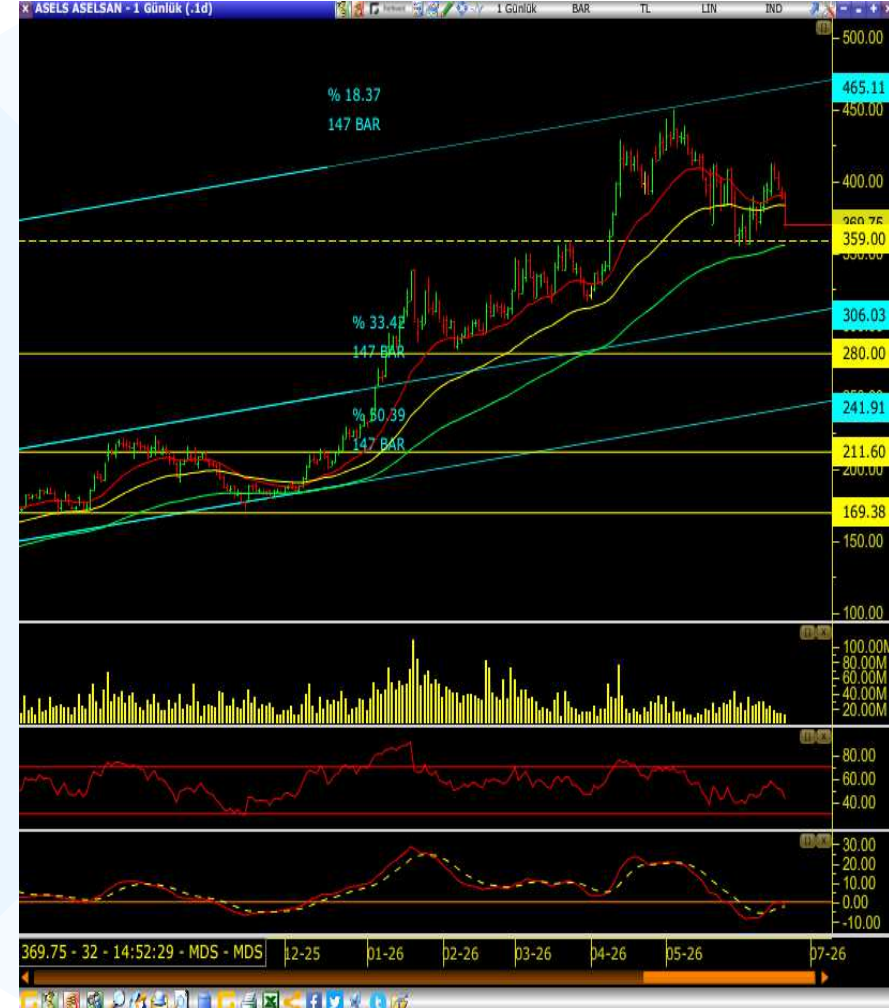 ASELS ASELSAN - 1 Günlük (.1d)
1 Günlük BAR TL LIN IND
500.00
% 18.37
465.11
450.00
147 BAR
400.00
369.75
359.00
% 33.42
306.03
147 BAR
280.00
241.91
% 50.39
147 BAR
211.60
200.00
169.38
150.00
100.00
100.00M
80.00M
60.00M
40.00M
20.00M
80.00
60.00
40.00
30.00
20.00
10.00
0.00
-10.00
369.75 - 32 - 14:52:29 - MDS - MDS 12-25 01-26 02-26 03-26 04-26 05-26 07-26